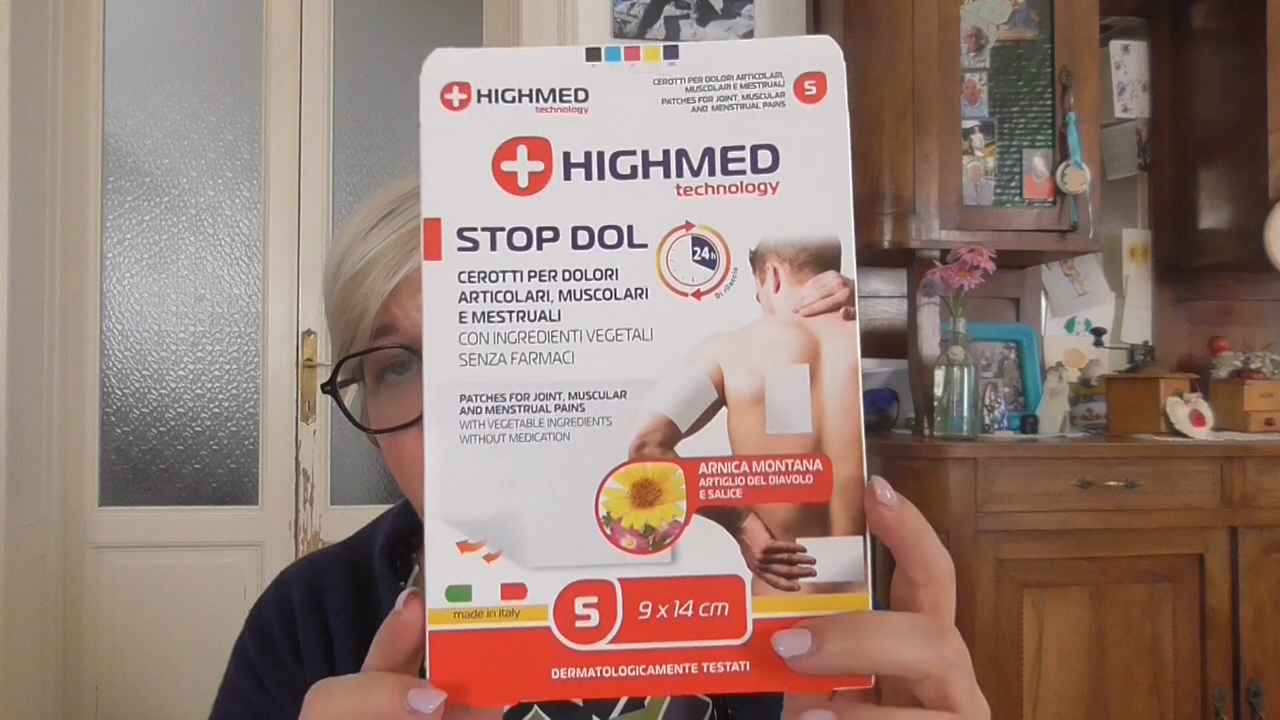 HIGHMED
technology
CEROTTI PER DOLORI ARTICOLARI,
MUSCOLARI E MESTRUALI
PATCHES FOR JOINT, MUSCULAR
AND MENSTRUAL PAINS
S
HIGHMED
technology
STOP DOL
24h
Di rilascio
CEROTTI PER DOLORI
ARTICOLARI, MUSCOLARI
E MESTRUALI
CON INGREDIENTI VEGETALI
SENZA FARMACI
PATCHES FOR JOINT, MUSCULAR
AND MENSTRUAL PAINS
WITH VEGETABLE INGREDIENTS
WITHOUT MEDICATION
ARNICA MONTANA
ARTIGLIO DEL DIAVOLO
E SALICE
made in Italy
S
9 x 14 cm
DERMATOLOGICAMENTE TESTATI